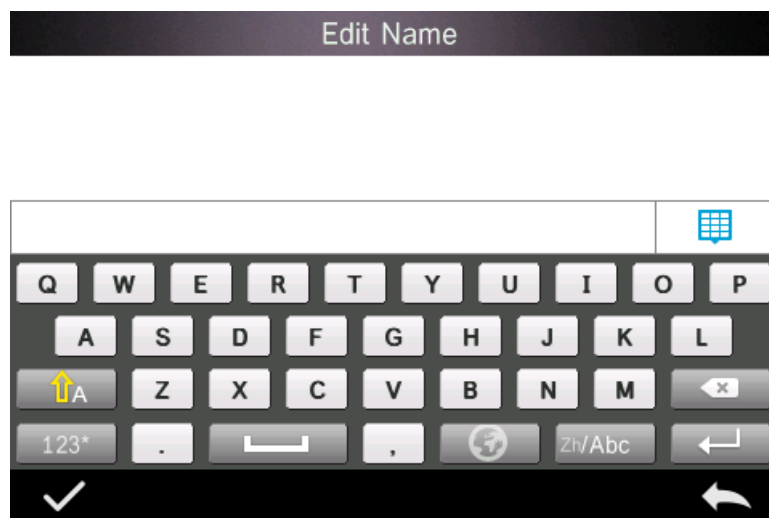 Edit Name
Q W E R T Y U I O P
A S D F G H J K L
A Z X C V B N M
123* . , Zh/Abc